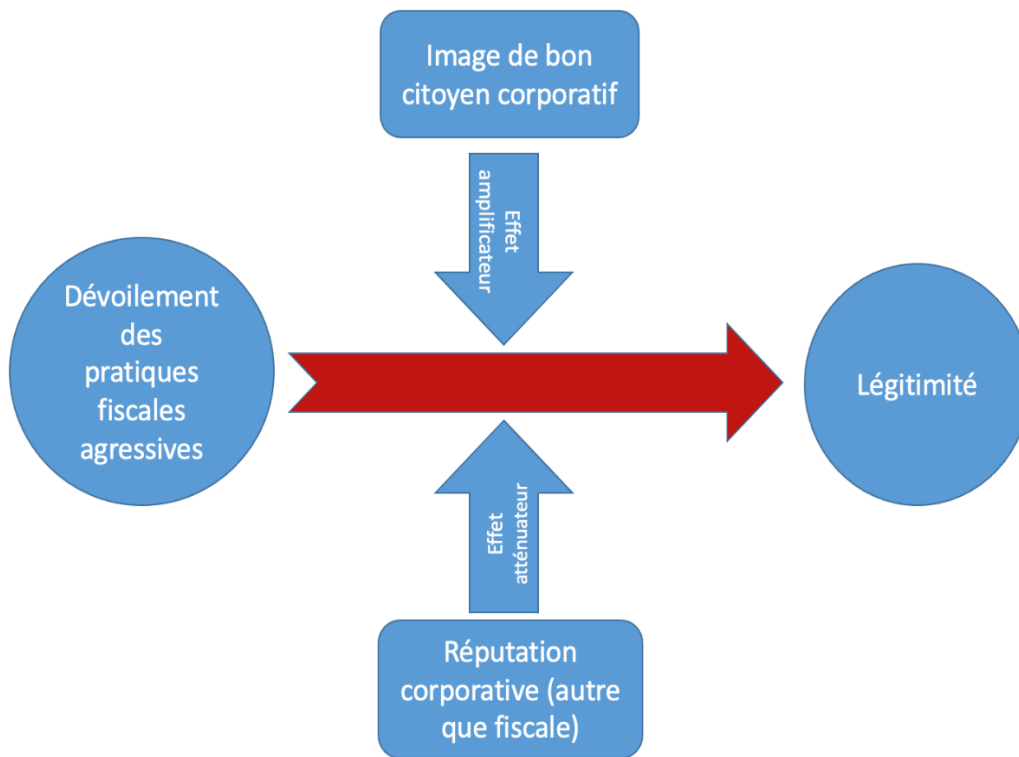 Image de bon
citoyen corporatif
Effet
amplificateur
Dévoilement
des
pratiques
fiscales
agressives
Légitimité
Effet
atténuateur
Réputation
corporative (autre
que fiscale)